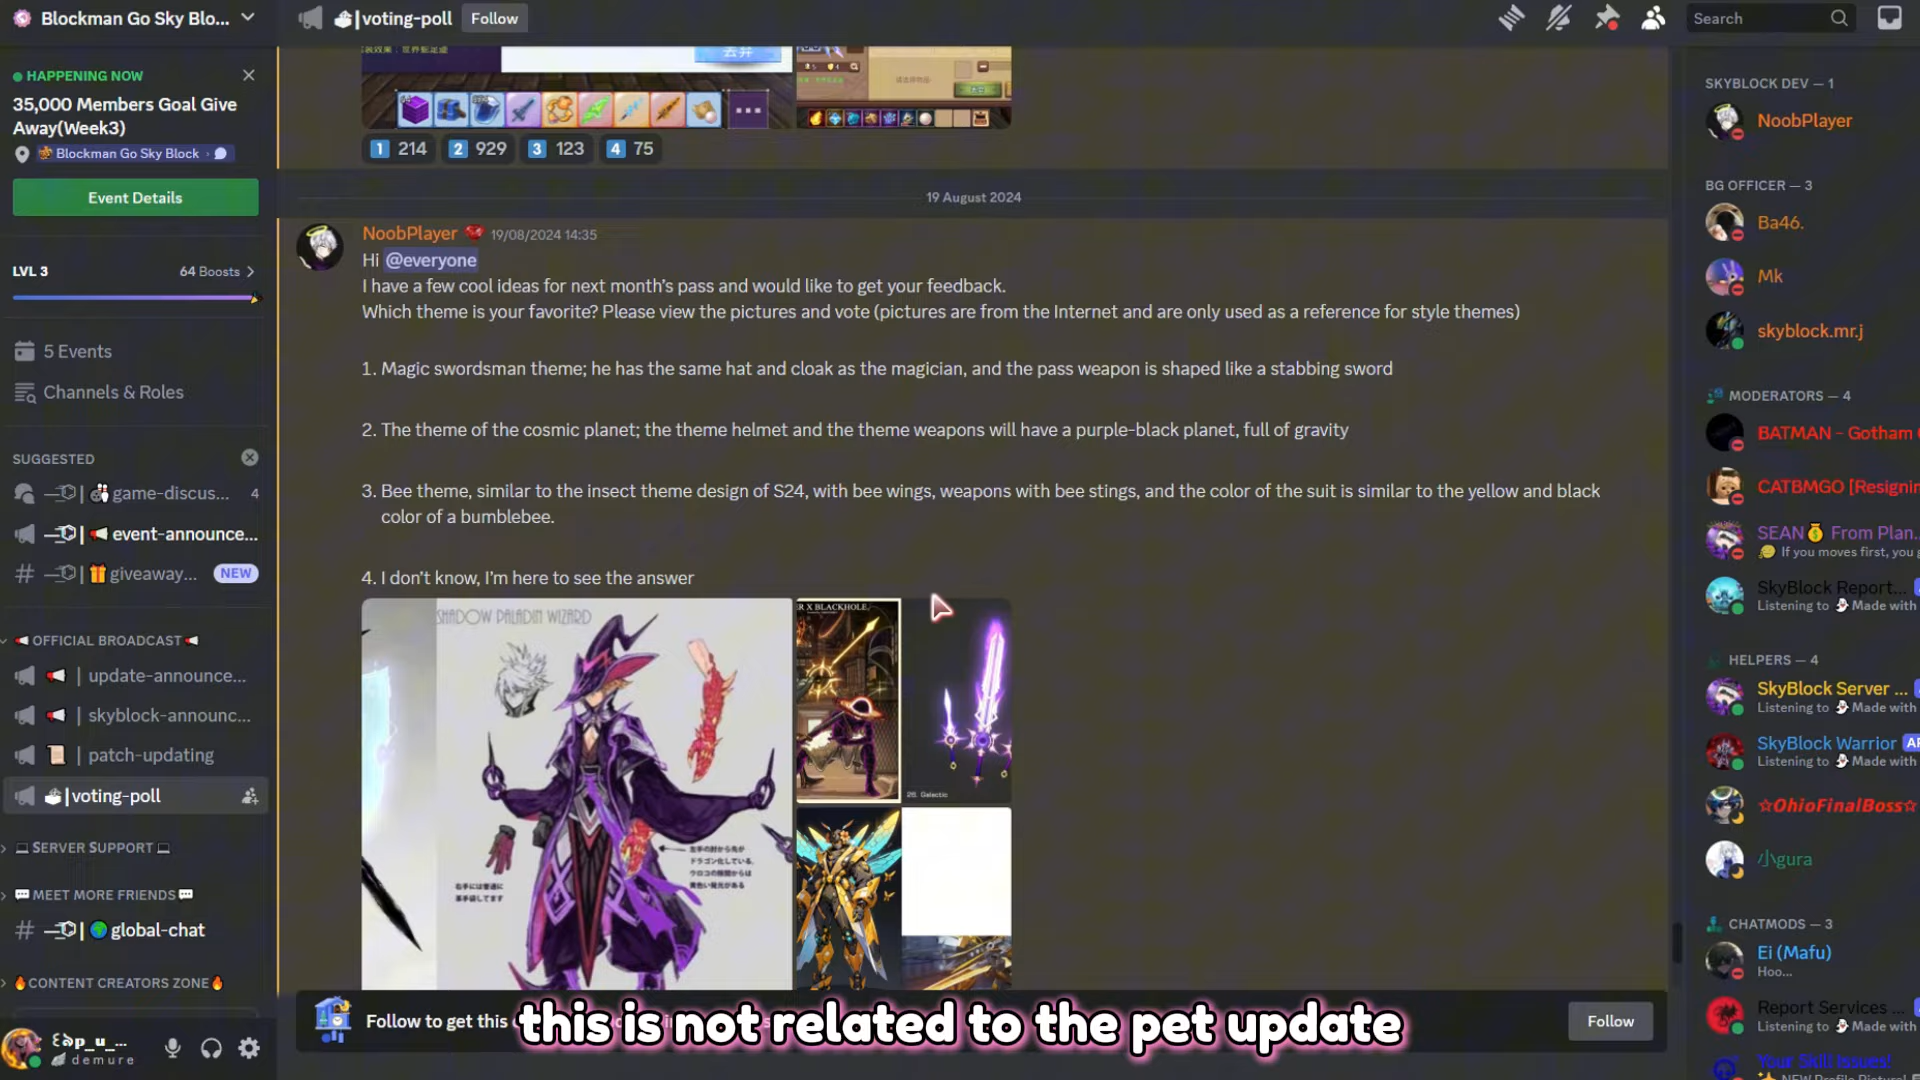 Blockman Go Sky Blo...
HAPPENING NOW
35,000 Members Goal Give
Away(Week3)
Blockman Go Sky Block
Event Details
LVL 3
64 Boosts
5 Events
Channels & Roles
SUGGESTED
game-discus...
4
event-announce...
giveaway...
NEW
OFFICIAL BROADCAST
| update-announce...
| skyblock-announc...
| patch-updating
|voting-poll
SERVER SUPPORT
MEET MORE FRIENDS
global-chat
CONTENT CREATORS ZONE
demure
|voting-poll
Follow
1 214
2 929
3 123
4 75
19 August 2024
NoobPlayer
19/08/2024 14:35
Hi @everyone
I have a few cool ideas for next month's pass and would like to get your feedback.
Which theme is your favorite? Please view the pictures and vote (pictures are from the Internet and are only used as a reference for style themes)
1. Magic swordsman theme; he has the same hat and cloak as the magician, and the pass weapon is shaped like a stabbing sword
2. The theme of the cosmic planet; the theme helmet and the theme weapons will have a purple-black planet, full of gravity
3. Bee theme, similar to the insect theme design of S24, with bee wings, weapons with bee stings, and the color of the suit is similar to the yellow and black
color of a bumblebee.
4. I don't know, I'm here to see the answer
SHADOW PALADIN WIZARD
R X BLACKHOLE
Galactic
Follow to get this
this is not related to the pet update
Follow
Search
SKYBLOCK DEV — 1
NoobPlayer
BG OFFICER — 3
Ba46.
Mk
skyblock.mr.j
MODERATORS — 4
BATMAN - Gotham
CATBMGO [Resignin
SEAN From Plan...
If you moves first, you g
SkyBlock Report...
Listening to Made with
HELPERS — 4
SkyBlock Server ...
Listening to Made with
SkyBlock Warrior
Listening to Made with
☆OhioFinalBoss☆
小gura
CHATMODS — 3
Ei (Mafu)
Hoo...
Report Services ...
Listening to Made with
Your Skill Issues!